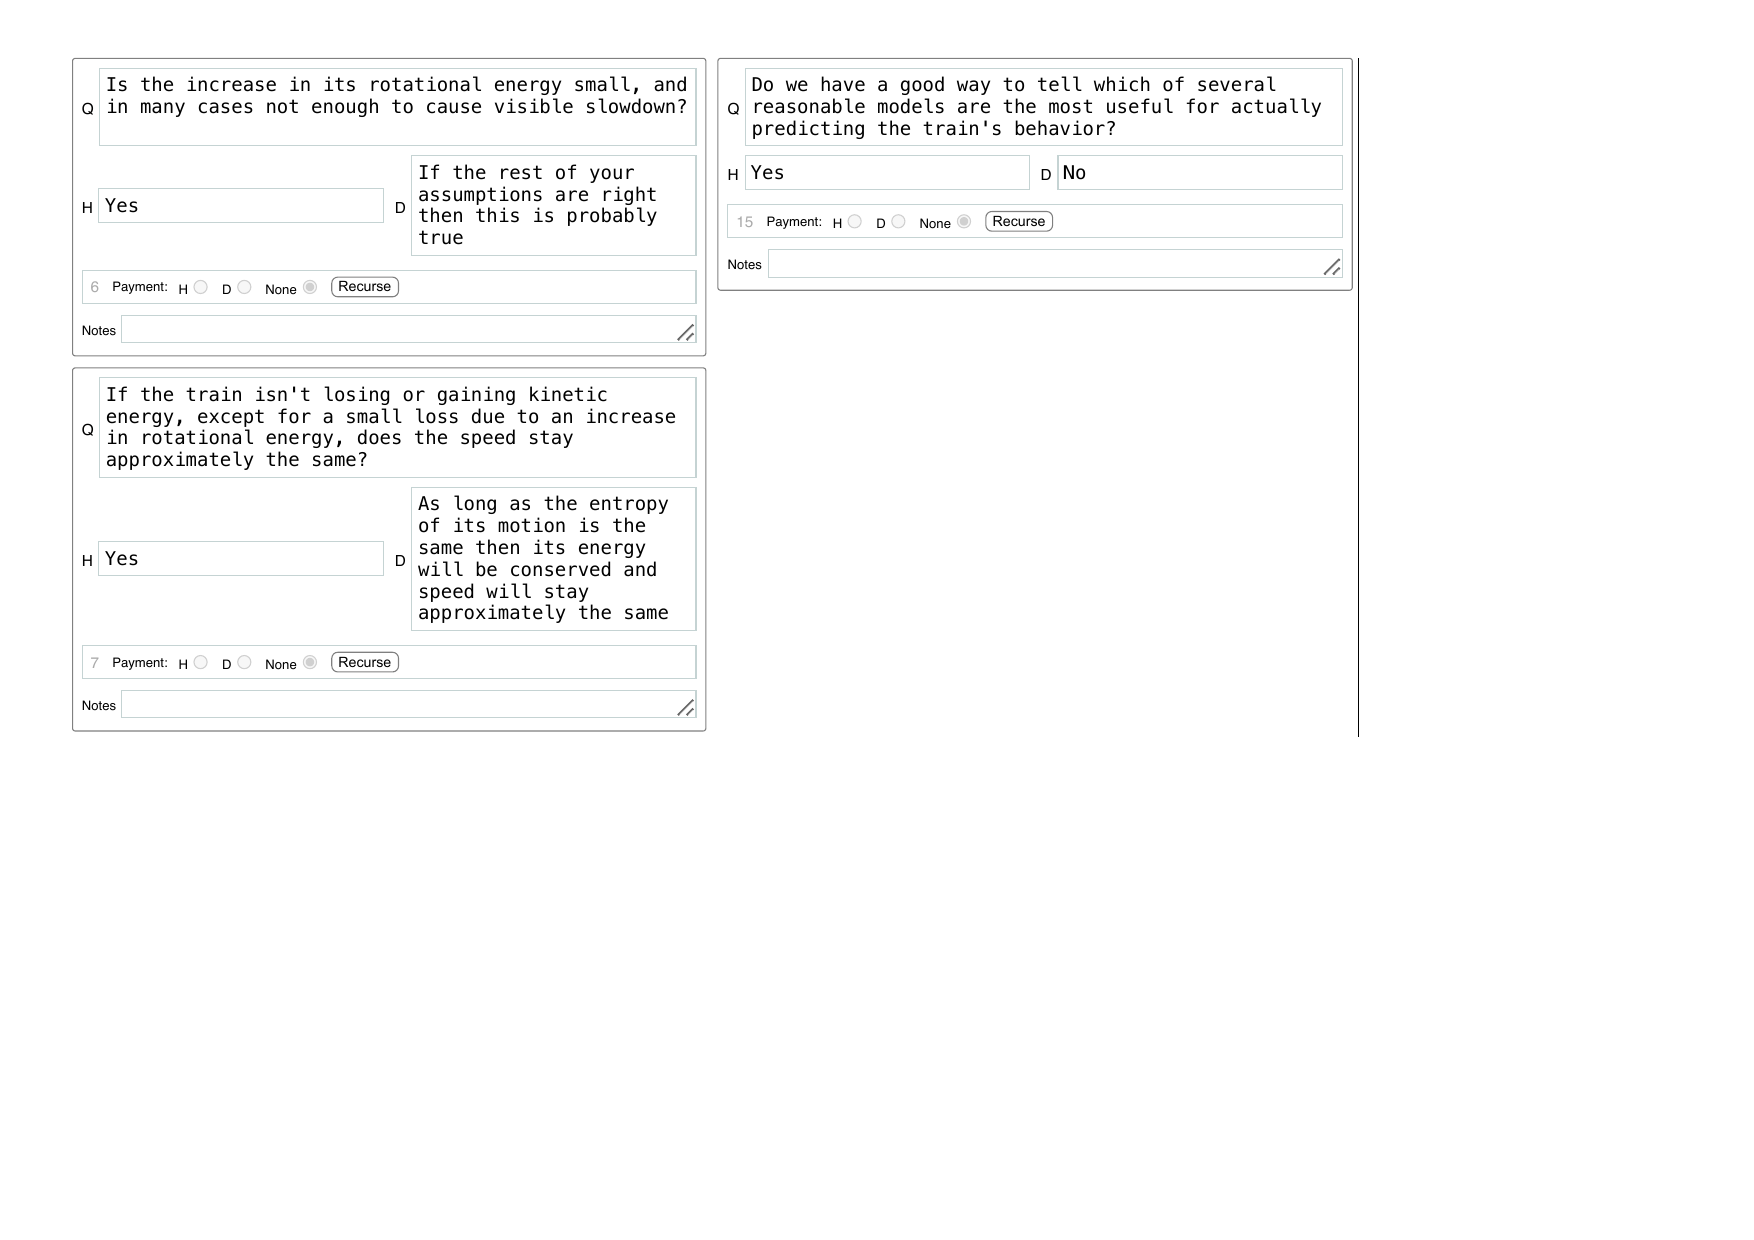 Q
Is the increase in its rotational energy small, and
in many cases not enough to cause visible slowdown?
H
Yes
D
If the rest of your
assumptions are right
then this is probably
true
6 Payment: H D None Recurse
Notes
Q
If the train isn't losing or gaining kinetic
energy, except for a small loss due to an increase
in rotational energy, does the speed stay
approximately the same?
H
Yes
D
As long as the entropy
of its motion is the
same then its energy
will be conserved and
speed will stay
approximately the same
7 Payment: H D None Recurse
Notes
Q
Do we have a good way to tell which of several
reasonable models are the most useful for actually
predicting the train's behavior?
H Yes D No
15 Payment: H D None Recurse
Notes